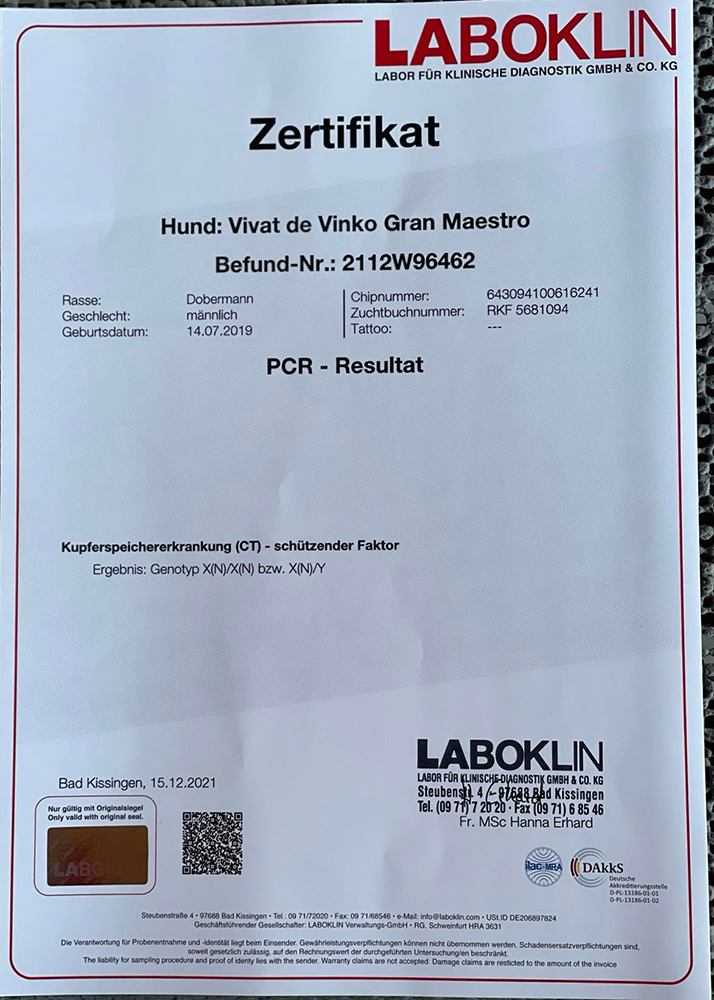 LABOKLIN
LABOR FÜR KLINISCHE DIAGNOSTIK GMBH & CO. KG
Zertifikat
Hund: Vivat de Vinko Gran Maestro
Befund-Nr.: 2112W96462
Rasse: Dobermann
Geschlecht: männlich
Geburtsdatum: 14.07.2019
Chipnummer: 643094100616241
Zuchtbuchnummer: RKF 5681094
Tattoo: ---
PCR - Resultat
Kupferspeichererkrankung (CT) - schützender Faktor
Ergebnis: Genotyp X(N)/X(N) bzw. X(N)/Y
LABOKLIN
LABOR FÜR KLINISCHE DIAGNOSTIK GMBH & CO. KG
Steubenstr. 4 · 97688 Bad Kissingen
Tel. (09 71) 7 20 20 · Fax (09 71) 6 85 46
Fr. MSc Hanna Erhard
Bad Kissingen, 15.12.2021
Nur gültig mit Originalsiegel
Only valid with original seal.
LABO
ilac-MRA
DAkkS
Deutsche
Akkreditierungsstelle
D-PL-13186-01-01
D-PL-13186-01-02
Steubenstraße 4 • 97688 Bad Kissingen • Tel.: 09 71/72020 • Fax: 09 71/68546 • e-Mail: info@laboklin.com • USt.ID DE206897824
Geschäftsführender Gesellschafter: LABOKLIN Verwaltungs-GmbH • RG. Schweinfurt HRA 3631
Die Verantwortung für Probenentnahme und -identität liegt beim Einsender. Gewährleistungsverpflichtungen können nicht übernommen werden. Schadensersatzverpflichtungen sind,
soweit gesetzlich zulässig, auf den Rechnungswert der durchgeführten Untersuchung/en beschränkt.
The liability for sampling procedure and proof of identy lies with the sender. Warranty claims are not accepted. Damage claims are resticted to the amount of the invoice